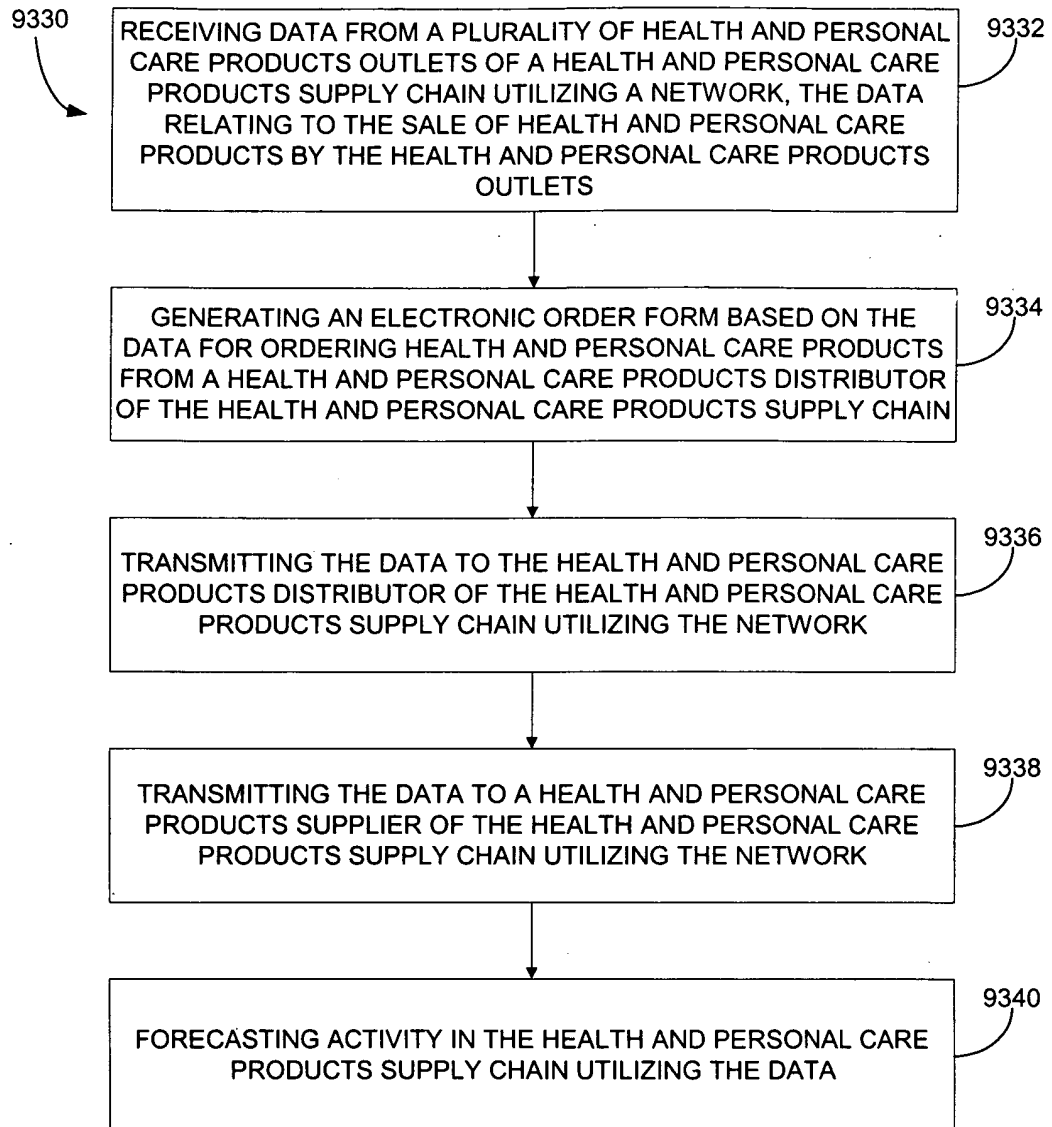 9330
RECEIVING DATA FROM A PLURALITY OF HEALTH AND PERSONAL
CARE PRODUCTS OUTLETS OF A HEALTH AND PERSONAL CARE
PRODUCTS SUPPLY CHAIN UTILIZING A NETWORK, THE DATA
RELATING TO THE SALE OF HEALTH AND PERSONAL CARE
PRODUCTS BY THE HEALTH AND PERSONAL CARE PRODUCTS
OUTLETS
9332
GENERATING AN ELECTRONIC ORDER FORM BASED ON THE
DATA FOR ORDERING HEALTH AND PERSONAL CARE PRODUCTS
FROM A HEALTH AND PERSONAL CARE PRODUCTS DISTRIBUTOR
OF THE HEALTH AND PERSONAL CARE PRODUCTS SUPPLY CHAIN
9334
TRANSMITTING THE DATA TO THE HEALTH AND PERSONAL CARE
PRODUCTS DISTRIBUTOR OF THE HEALTH AND PERSONAL CARE
PRODUCTS SUPPLY CHAIN UTILIZING THE NETWORK
9336
TRANSMITTING THE DATA TO A HEALTH AND PERSONAL CARE
PRODUCTS SUPPLIER OF THE HEALTH AND PERSONAL CARE
PRODUCTS SUPPLY CHAIN UTILIZING THE NETWORK
9338
FORECASTING ACTIVITY IN THE HEALTH AND PERSONAL CARE
PRODUCTS SUPPLY CHAIN UTILIZING THE DATA
9340